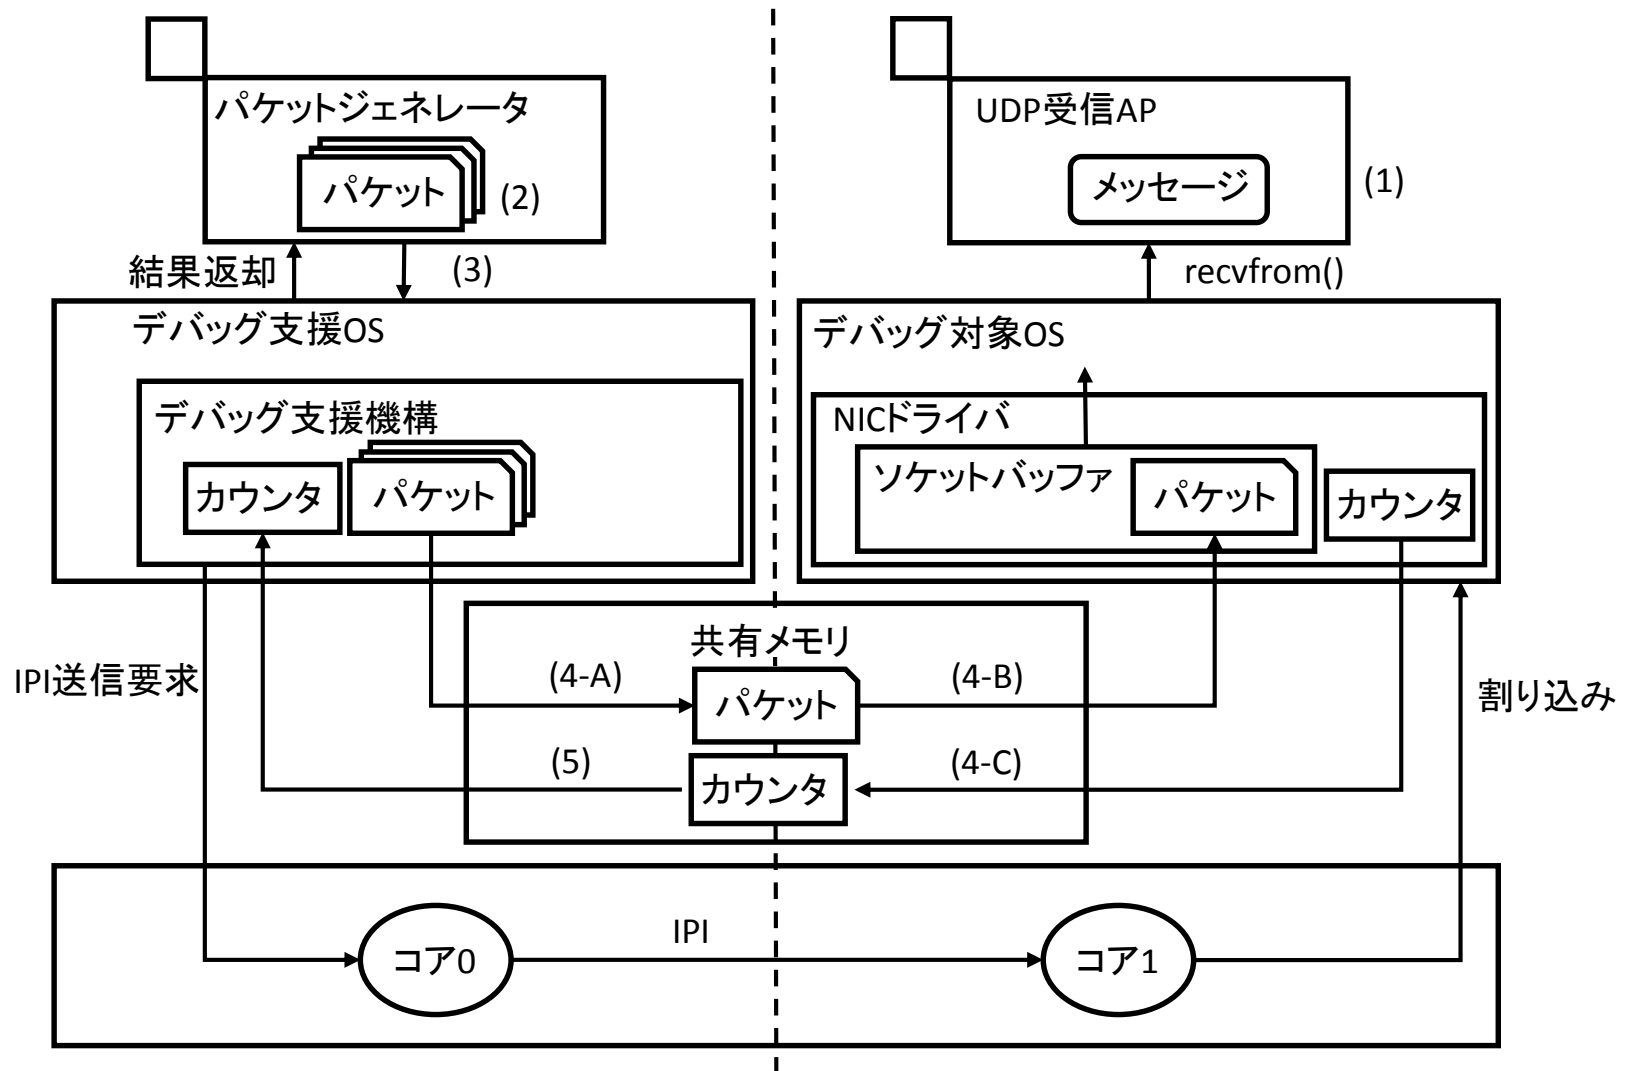 パケットジェネレータ
パケット
(2)
結果返却
(3)
デバッグ支援OS
デバッグ支援機構
カウンタ
パケット
UDP受信AP
メッセージ
(1)
recvfrom()
デバッグ対象OS
NICドライバ
ソケットバッファ
パケット
カウンタ
共有メモリ
IPI送信要求
(4-A)
パケット
(4-B)
割り込み
(5)
カウンタ
(4-C)
コア0
IPI
コア1